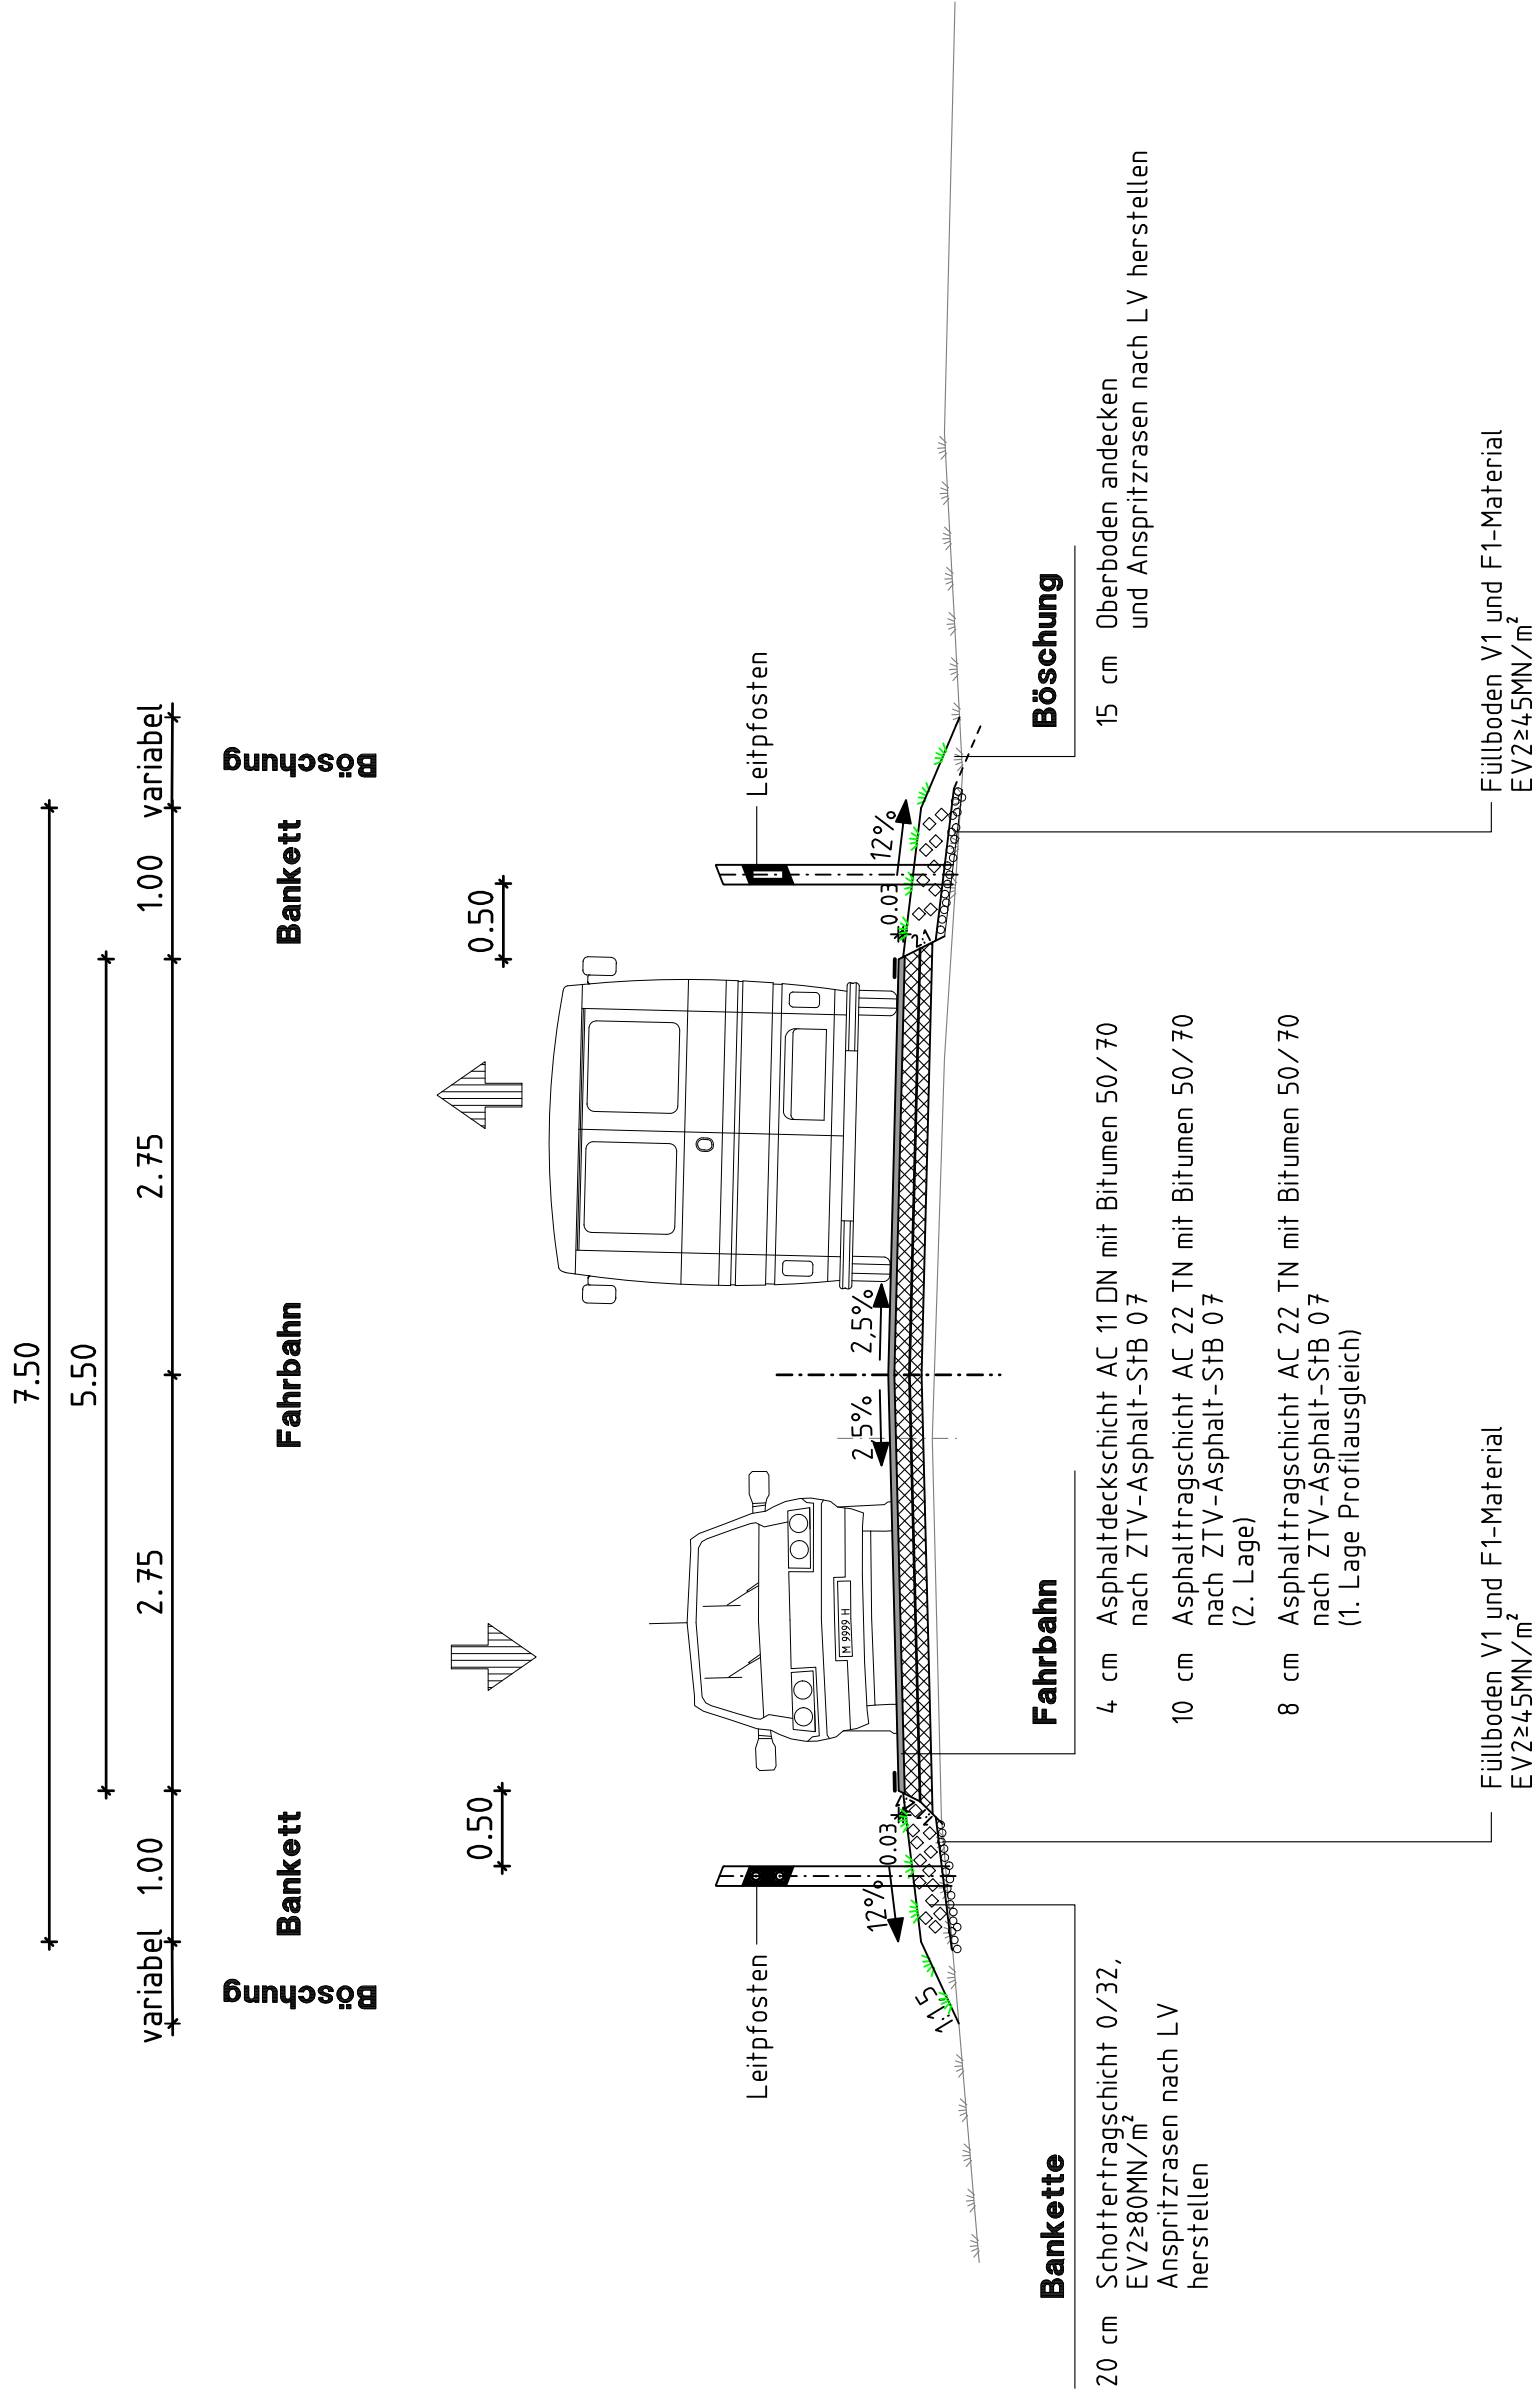 7.50
5.50
variabel
1.00
2.75
2.75
1.00
variabel
Böschung
Bankett
Fahrbahn
Bankett
Böschung
0.50
0.50
Leitpfosten
Leitpfosten
M 9999 H
12%
0.03
2,5%
2,5%
0.03
12%
1:1,5
2:1
Bankette
20 cm Schottertragschicht 0/32,
EV2≥80MN/m²
Anspritzrasen nach LV
herstellen
Fahrbahn
4 cm Asphaltdeckschicht AC 11 DN mit Bitumen 50/70
nach ZTV-Asphalt-StB 07
10 cm Asphalttragschicht AC 22 TN mit Bitumen 50/70
nach ZTV-Asphalt-StB 07
(2. Lage)
8 cm Asphalttragschicht AC 22 TN mit Bitumen 50/70
nach ZTV-Asphalt-StB 07
(1. Lage Profilausgleich)
Böschung
15 cm Oberboden andecken
und Anspritzrasen nach LV herstellen
Füllboden V1 und F1-Material
EV2≥45MN/m²
Füllboden V1 und F1-Material
EV2≥45MN/m²